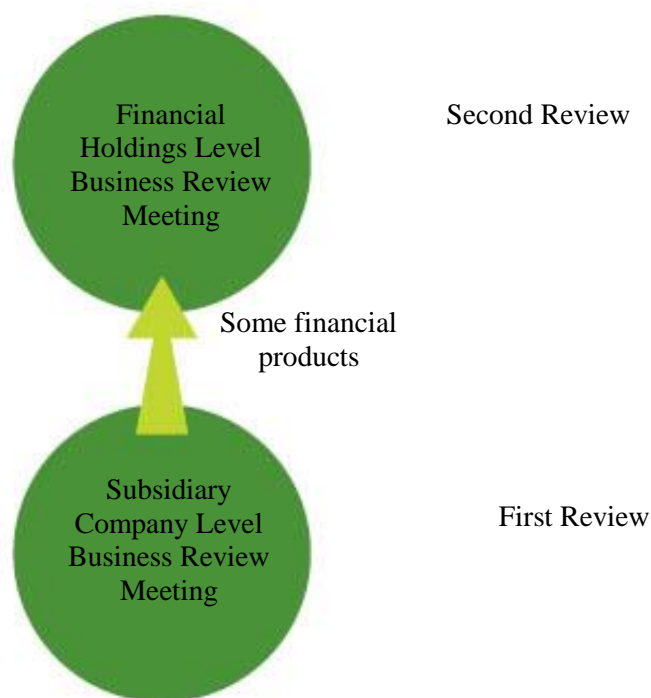 Financial
Holdings Level
Business Review
Meeting
Second Review
Some financial
products
Subsidiary
Company Level
Business Review
Meeting
First Review